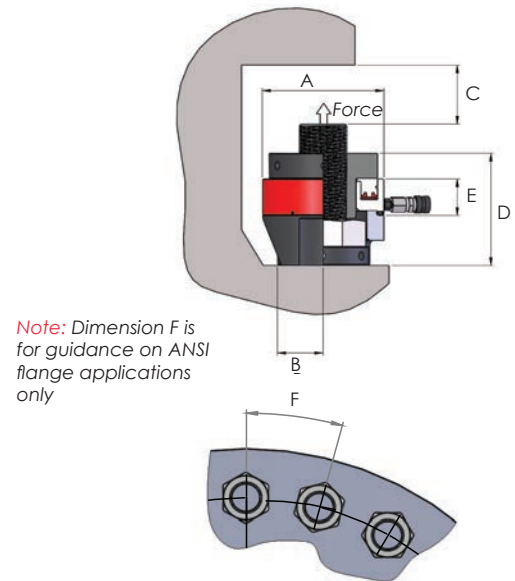 A
C
Force
E
D
B
Note: Dimension F is
for guidance on ANSI
flange applications
only
F